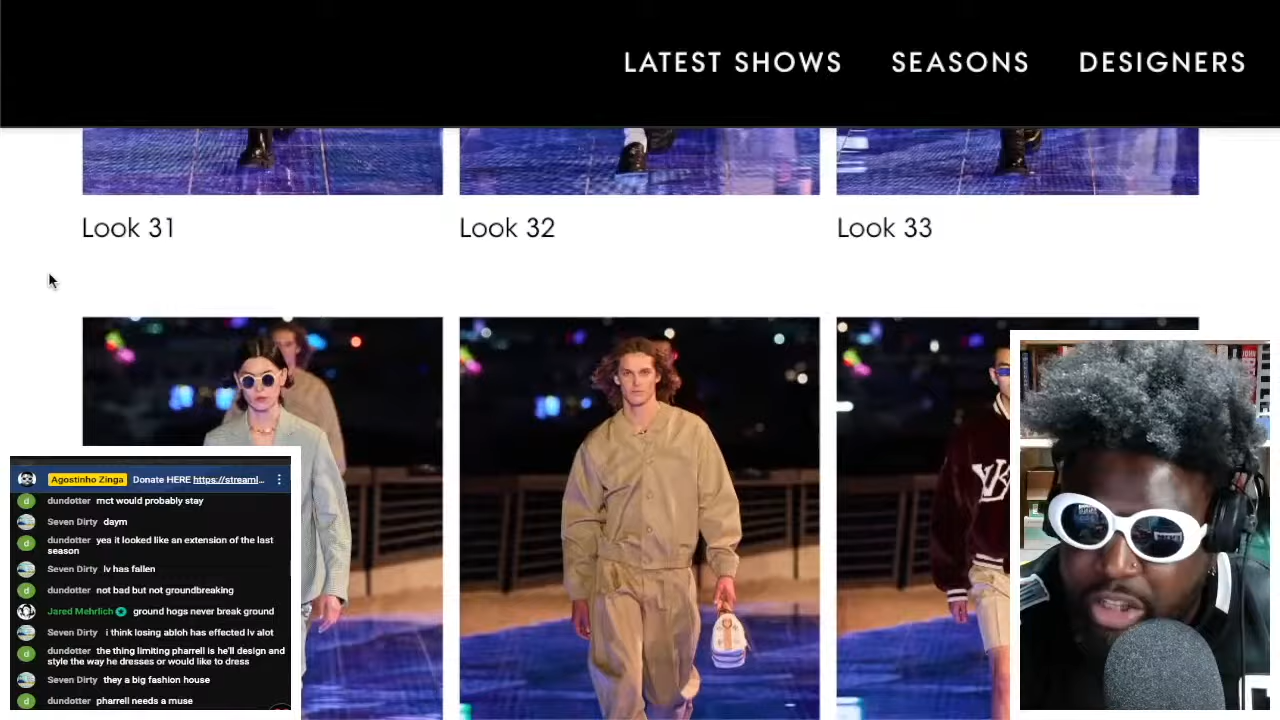 LATEST SHOWS SEASONS DESIGNERS
Look 31 Look 32 Look 33
Agostinho Zinga Donate HERE https://streaml...
dundotter mct would probably stay
Seven Dirty daym
dundotter yea it looked like an extension of the last
season
Seven Dirty lv has fallen
dundotter not bad but not groundbreaking
Jared Mehrlich ground hogs never break ground
Seven Dirty i think losing abloh has effected lv alot
dundotter the thing limiting pharrell is he'll design and
style the way he dresses or would like to dress
Seven Dirty they a big fashion house
dundotter pharrell needs a muse